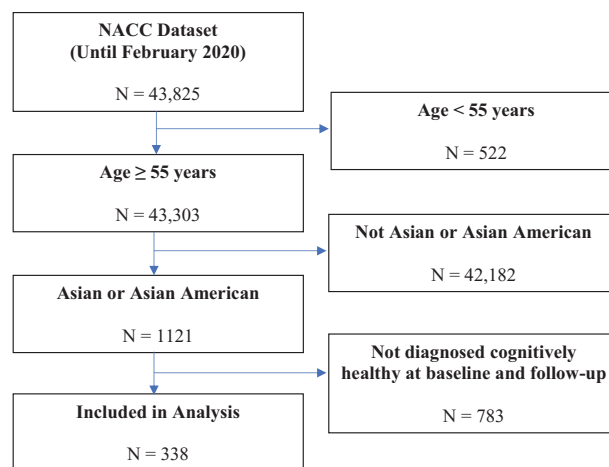 NACC Dataset
(Until February 2020)
N = 43,825
Age < 55 years
N = 522
Age ≥ 55 years
N = 43,303
Not Asian or Asian American
N = 42,182
Asian or Asian American
N = 1121
Not diagnosed cognitively
healthy at baseline and follow-up
N = 783
Included in Analysis
N = 338